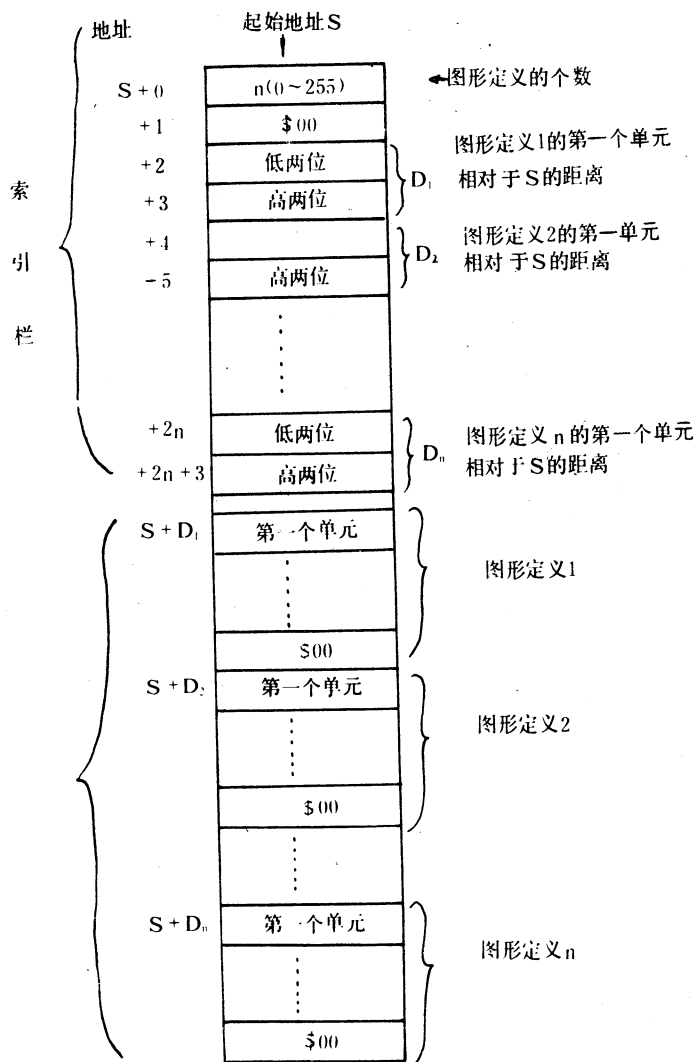 地址
起始地址S
S+0
n(0~255)
图形定义的个数
+1
$00
+2
低两位
D₁
图形定义1的第一个单元
相对于S的距离
+3
高两位
+4
D₂
图形定义2的第一单元
相对于S的距离
-5
高两位
索
引
栏
+2n
低两位
Dₙ
图形定义n的第一个单元
相对于S的距离
+2n+3
高两位
S+D₁
第一个单元
图形定义1
$00
S+D₂
第一个单元
图形定义2
$00
S+Dₙ
第一个单元
图形定义n
$00